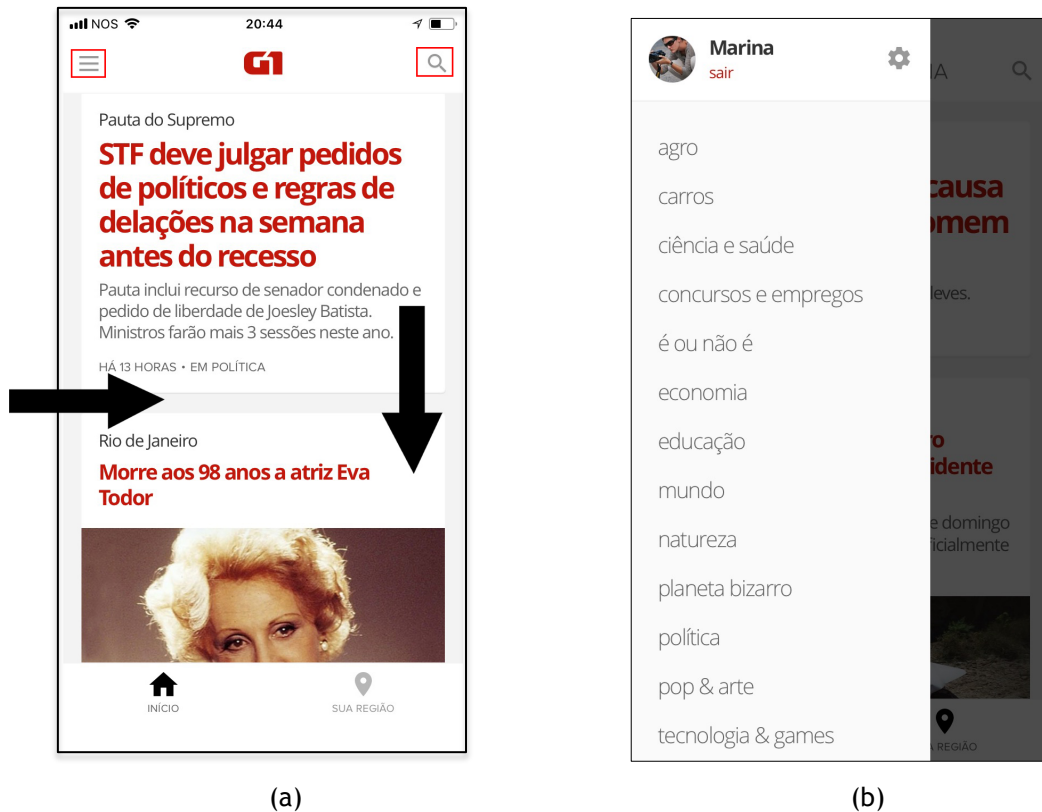 NOS
20:44
G1
Pauta do Supremo
STF deve julgar pedidos
de políticos e regras de
delações na semana
antes do recesso
Pauta inclui recurso de senador condenado e
pedido de liberdade de Joesley Batista.
Ministros farão mais 3 sessões neste ano.
HÁ 13 HORAS • EM POLÍTICA
Rio de Janeiro
Morre aos 98 anos a atriz Eva
Todor
INÍCIO
SUA REGIÃO
(a)
Marina
sair
agro
carros
ciência e saúde
concursos e empregos
é ou não é
economia
educação
mundo
natureza
planeta bizarro
política
pop & arte
tecnologia & games
IA
causa
leves.
idente
e domingo
REGIÃO
(b)